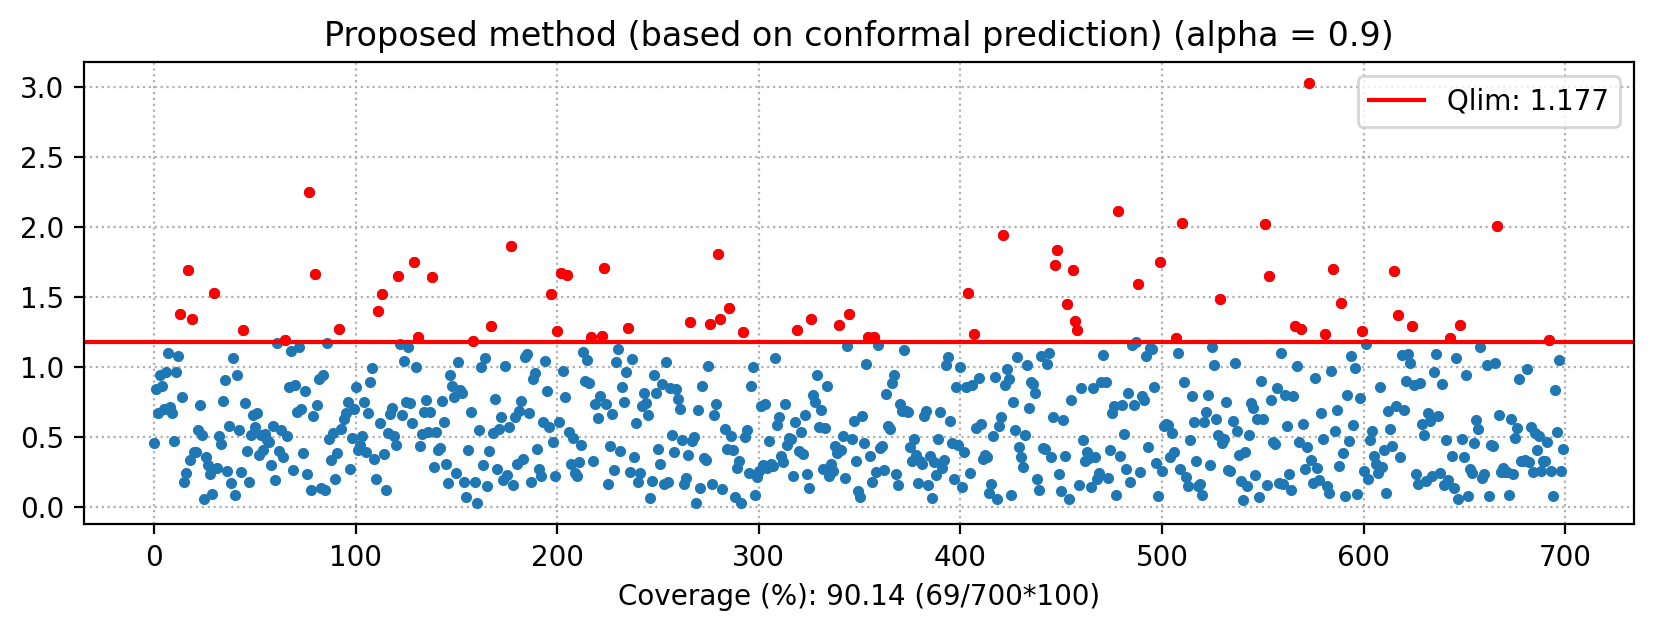 Proposed method (based on conformal prediction) (alpha = 0.9)
3.0
2.5
2.0
1.5
1.0
0.5
0.0
Qlim: 1.177
0 100 200 300 400 500 600 700
Coverage (%): 90.14 (69/700*100)